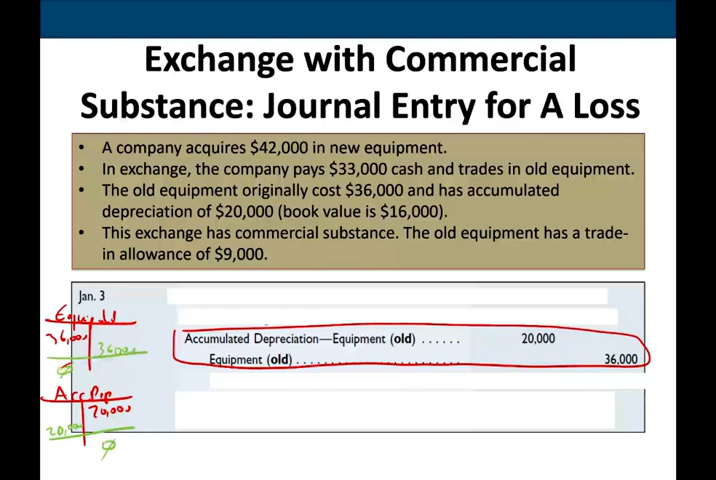 Exchange with Commercial
Substance: Journal Entry for A Loss
• A company acquires $42,000 in new equipment.
• In exchange, the company pays $33,000 cash and trades in old equipment.
• The old equipment originally cost $36,000 and has accumulated
depreciation of $20,000 (book value is $16,000).
• This exchange has commercial substance. The old equipment has a trade-
in allowance of $9,000.
Jan. 3
36,000
36,000
Accumulated Depreciation—Equipment (old) ...... 20,000
Equipment (old) ........................ 36,000
Acc Dep
20,000